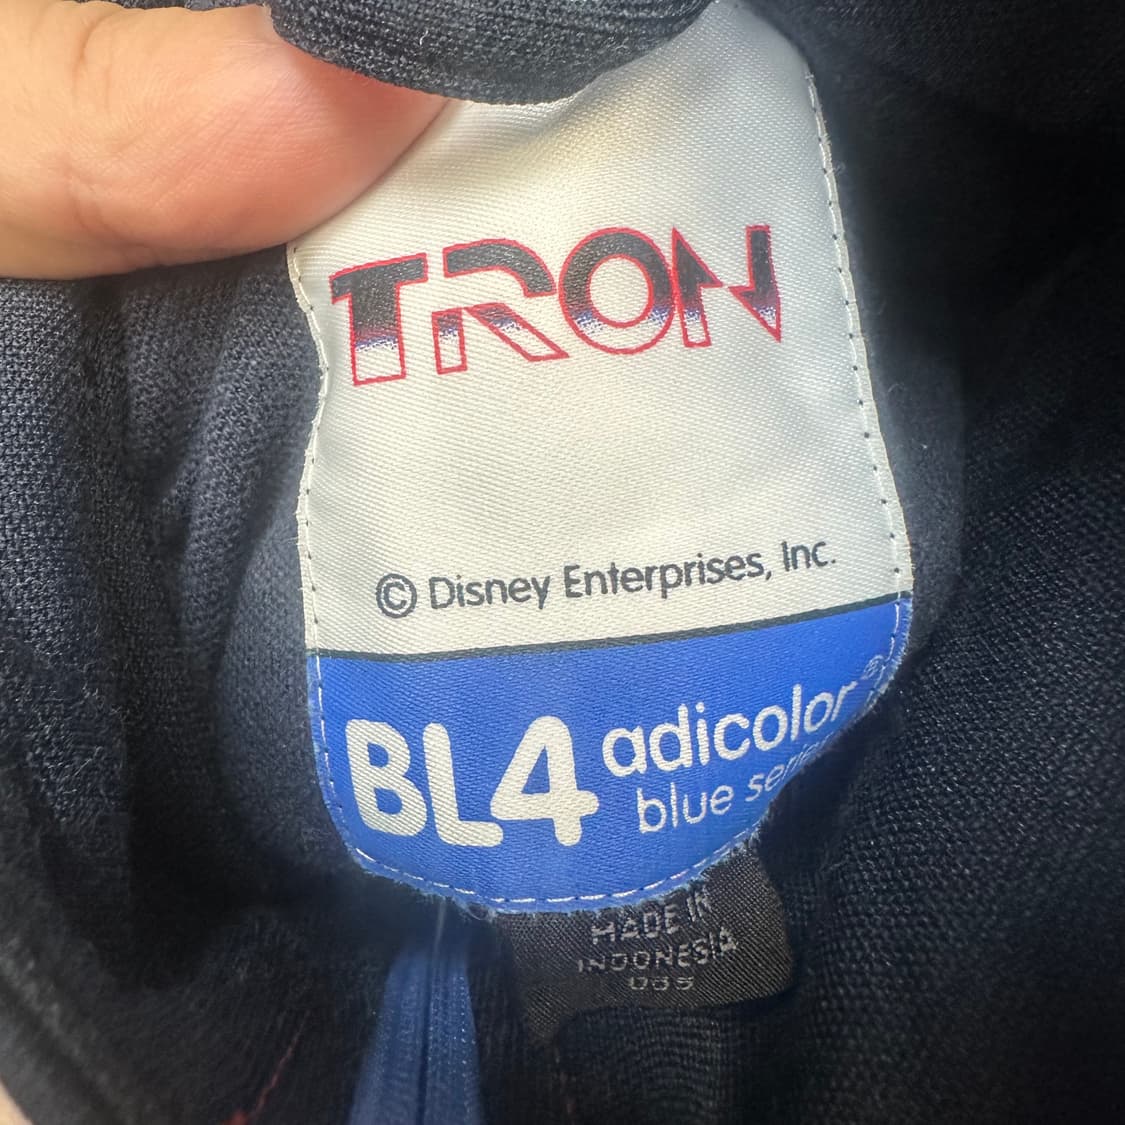 TRON
© Disney Enterprises, Inc.
BL4 adicolor®
blue series
MADE IN
INDONESIA